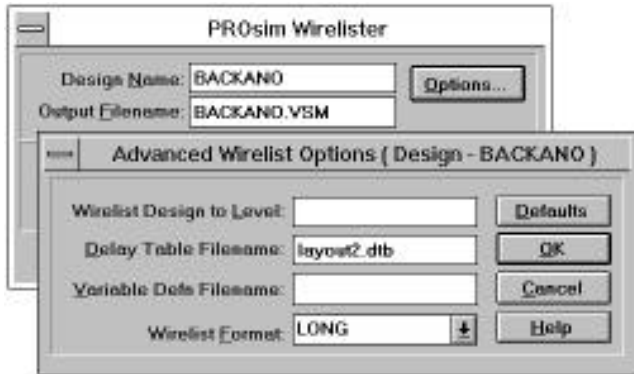 PROsim Wirelister
Design Name: BACKANO
Options...
Output Filename: BACKANO.VSM
Advanced Wirelist Options ( Design - BACKANO )
Wirelist Design to Level:
Defaults
Delay Table Filename: layout2.dtb
OK
Variable Defs Filename:
Cancel
Wirelist Format: LONG
Help